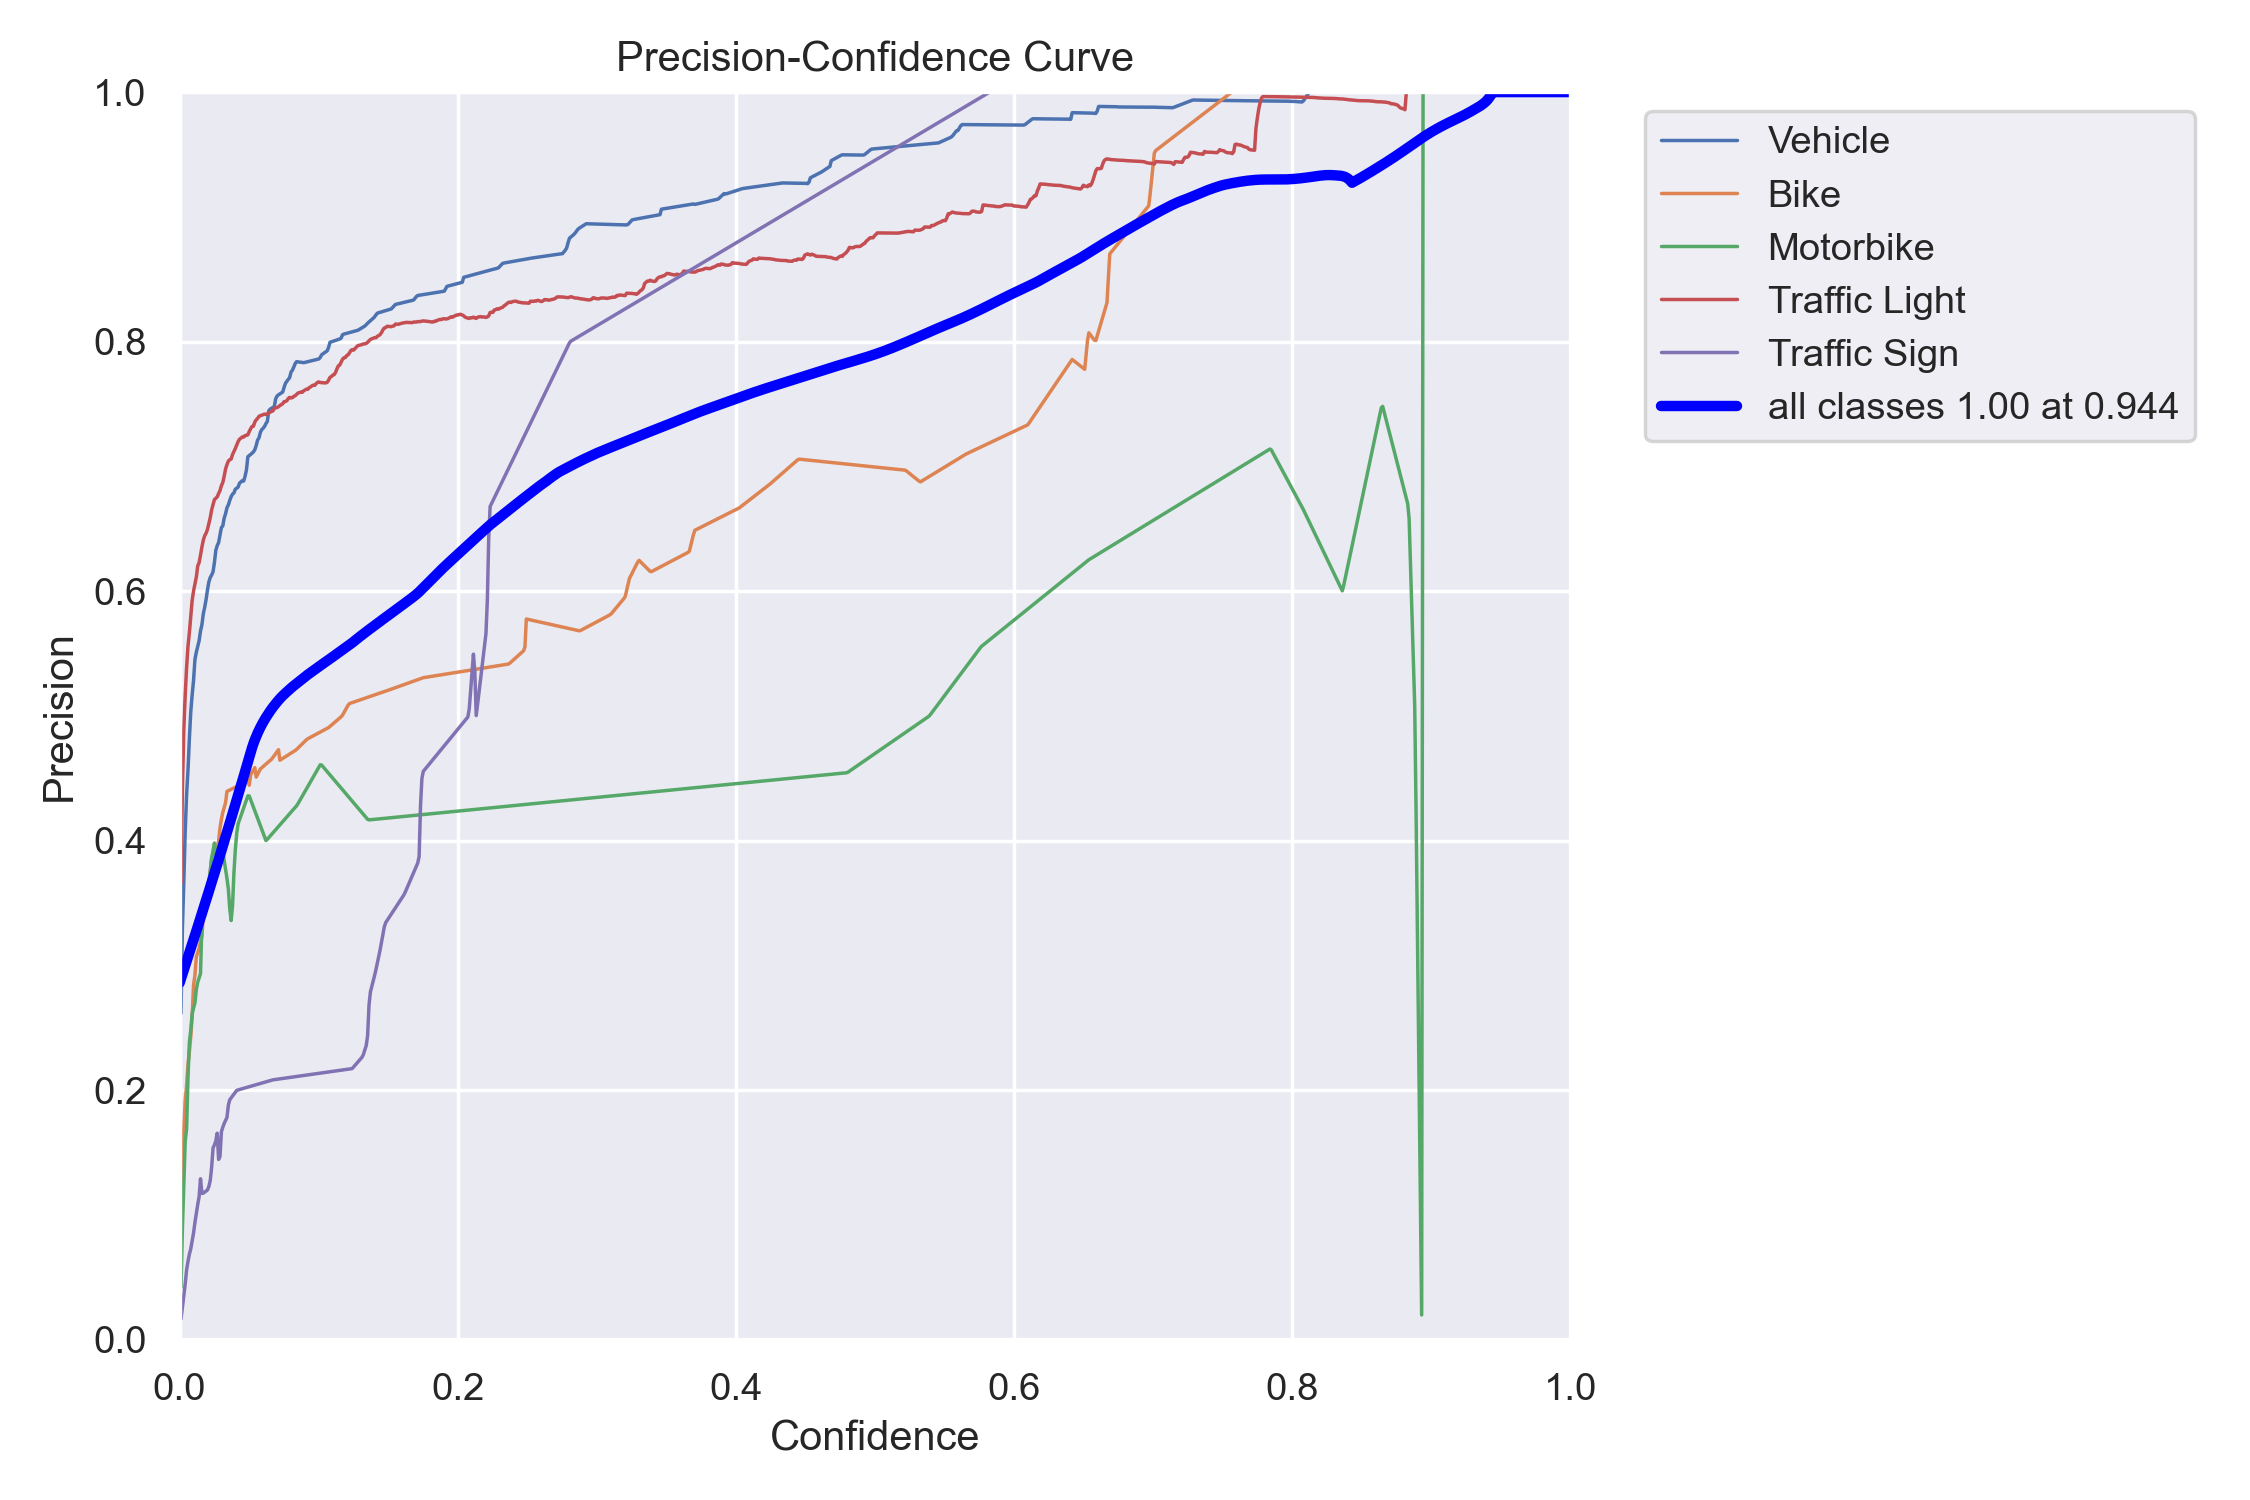 Precision-Confidence Curve
1.0
0.8
0.6
0.4
0.2
0.0
Precision
0.0 0.2 0.4 0.6 0.8 1.0
Confidence
Vehicle
Bike
Motorbike
Traffic Light
Traffic Sign
all classes 1.00 at 0.944